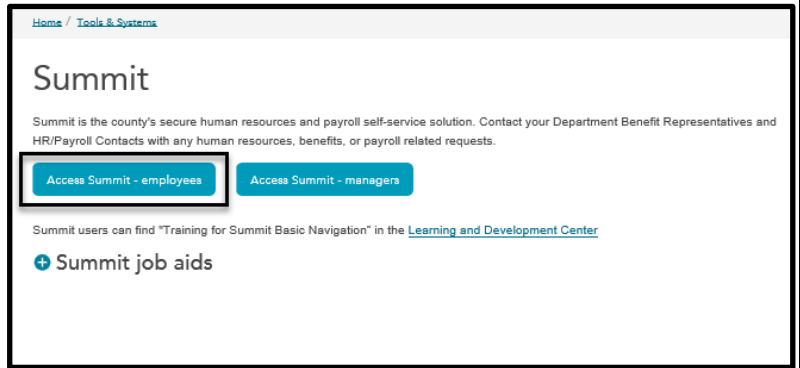 Home / Tools & Systems
Summit
Summit is the county's secure human resources and payroll self-service solution. Contact your Department Benefit Representatives and
HR/Payroll Contacts with any human resources, benefits, or payroll related requests.
Access Summit - employees Access Summit - managers
Summit users can find "Training for Summit Basic Navigation" in the Learning and Development Center
Summit job aids